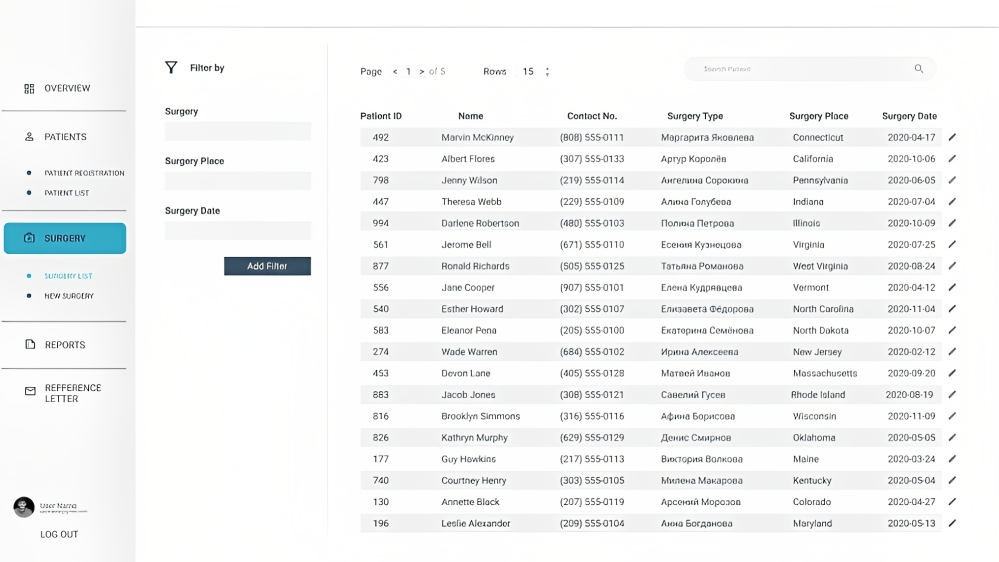 OVERVIEW
PATIENTS
PATIENT REGISTRATION
PATIENT LIST
SURGERY
SURGERY LIST
NEW SURGERY
REPORTS
REFFERENCE
LETTER
User Name
LOG OUT
Filter by
Surgery
Surgery Place
Surgery Date
Add Filter
Page < 1 > of 5 Rows 15
Search Patient
Patient ID Name Contact No. Surgery Type Surgery Place Surgery Date
492 Marvin McKinney (808) 555-0111 Маргарита Яковлева Connecticut 2020-04-17
423 Albert Flores (307) 555-0133 Артур Королёв California 2020-10-06
798 Jenny Wilson (219) 555-0114 Ангелина Сорокина Pennsylvania 2020-06-05
447 Theresa Webb (229) 555-0109 Алина Голубева Indiana 2020-07-04
994 Darlene Robertson (480) 555-0103 Полина Петрова Illinois 2020-10-09
561 Jerome Bell (671) 555-0110 Есения Кузнецова Virginia 2020-07-25
877 Ronald Richards (505) 555-0125 Татьяна Романова West Virginia 2020-08-24
556 Jane Cooper (907) 555-0101 Елена Кудрявцева Vermont 2020-04-12
540 Esther Howard (302) 555-0107 Елизавета Фёдорова North Carolina 2020-11-04
583 Eleanor Pena (205) 555-0100 Екатерина Семёнова North Dakota 2020-10-07
274 Wade Warren (684) 555-0102 Ирина Алексеева New Jersey 2020-02-12
453 Devon Lane (405) 555-0128 Матвей Иванов Massachusetts 2020-09-20
883 Jacob Jones (308) 555-0121 Савелий Гусев Rhode Island 2020-08-19
816 Brooklyn Simmons (316) 555-0116 Афина Борисова Wisconsin 2020-11-09
826 Kathryn Murphy (629) 555-0129 Денис Смирнов Oklahoma 2020-05-05
177 Guy Hawkins (217) 555-0113 Виктория Волкова Maine 2020-03-24
740 Courtney Henry (303) 555-0105 Милена Макарова Kentucky 2020-05-04
130 Annette Black (207) 555-0119 Арсений Морозов Colorado 2020-04-27
196 Leslie Alexander (209) 555-0104 Анна Богданова Maryland 2020-05-13